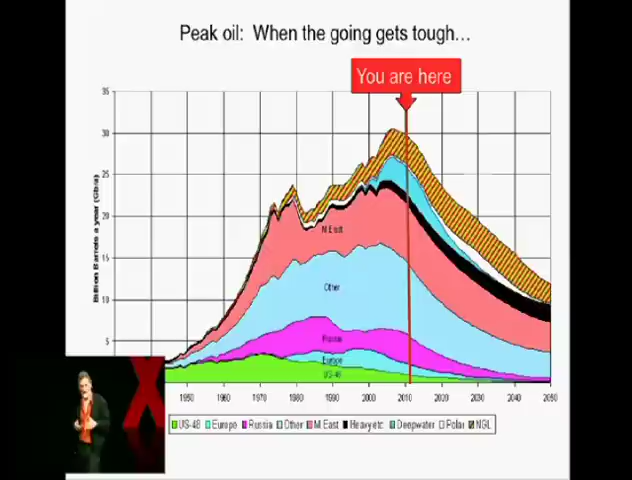 Peak oil: When the going gets tough...
You are here
Billion Barrels a year (Gb/a)
35
30
25
20
15
10
5
M.East
Other
Russia
Europe
US-48
1950 1960 1970 1980 1990 2000 2010 2020 2030 2040 2050
US-48 Europe Russia Other M.East Heavy etc. Deepwater Polar NGL
X